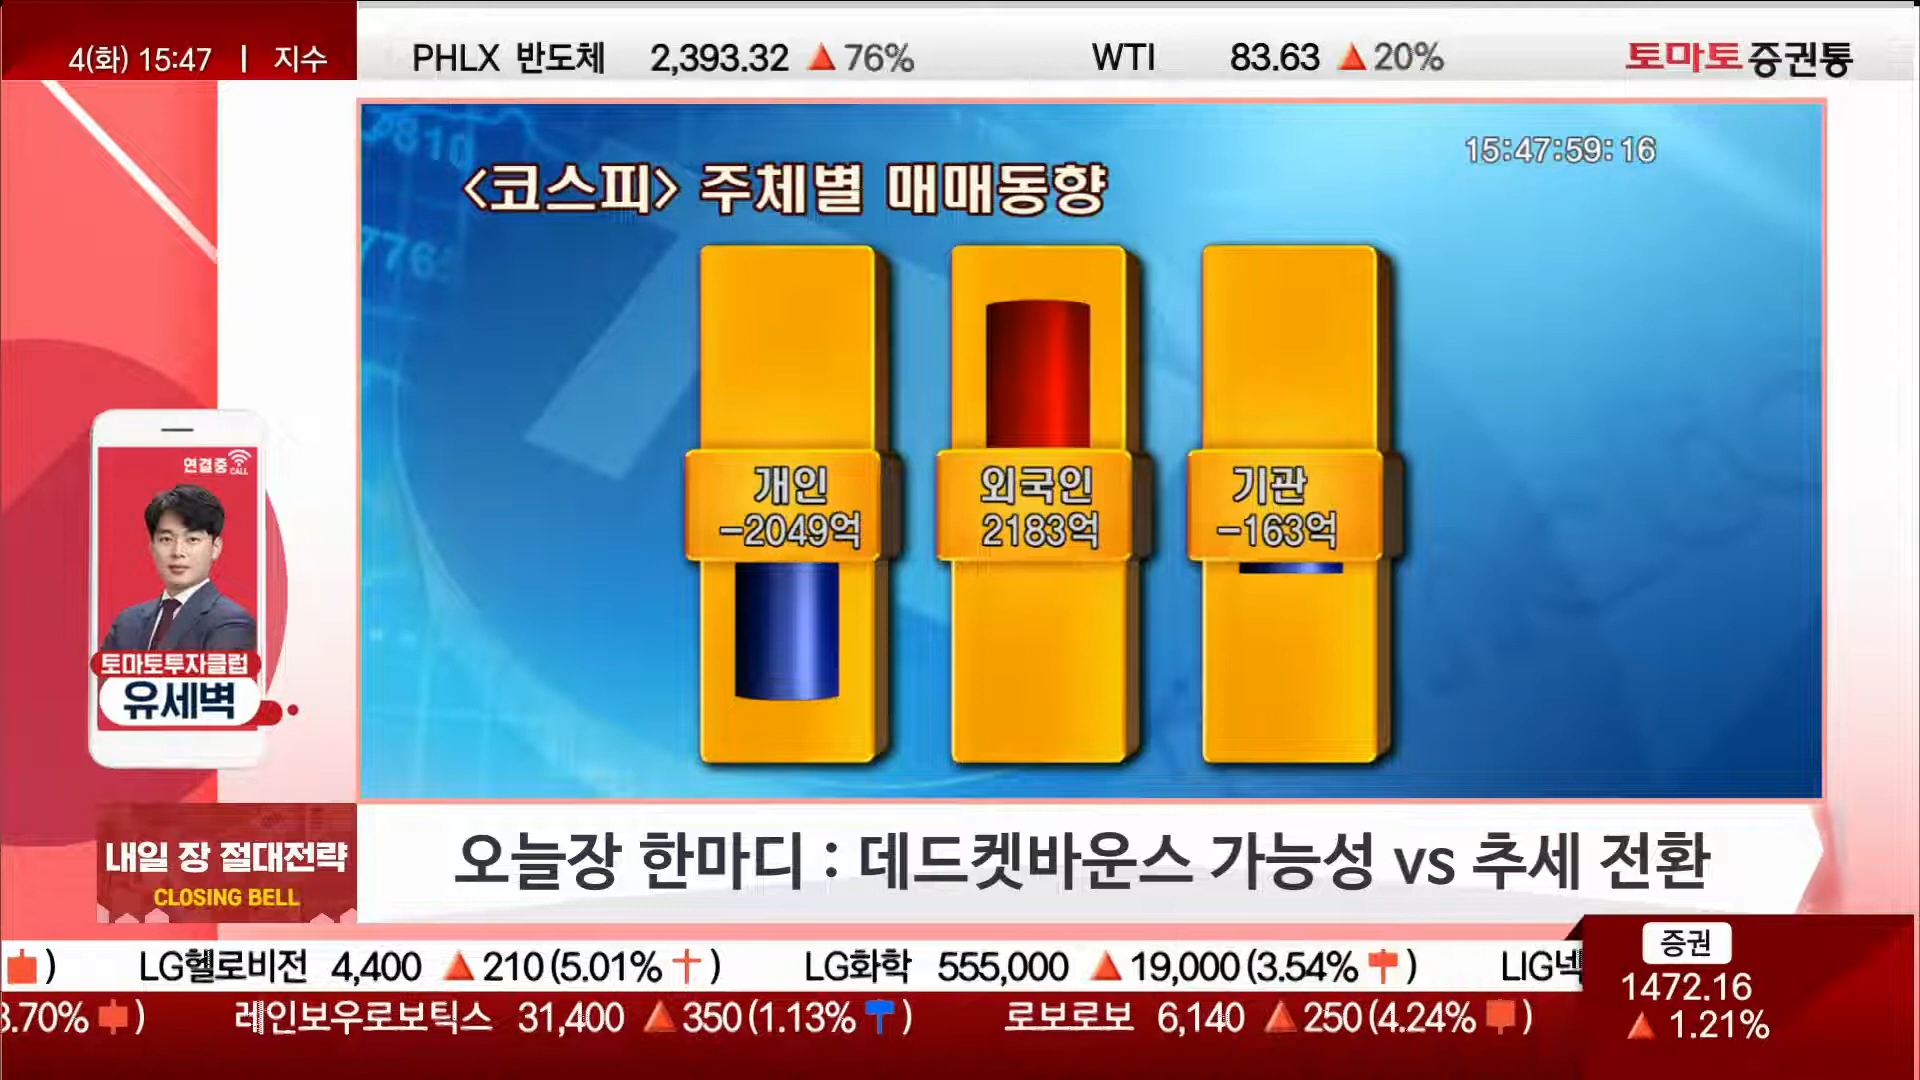 4(화) 15:47 | 지수
PHLX 반도체 2,393.32 ▲76% WTI 83.63 ▲20%
토마토증권통
15:47:59:16
<코스피> 주체별 매매동향
개인
-2049억
외국인
2183억
기관
-163억
연결중
CALL
토마토투자클럽
유세벽
내일 장 절대전략
CLOSING BELL
오늘장 한마디 : 데드켓바운스 가능성 vs 추세 전환
) LG헬로비전 4,400 ▲210(5.01% ) LG화학 555,000 ▲19,000(3.54% ) LIG넥
3.70% ) 레인보우로보틱스 31,400 ▲350(1.13% ) 로보로보 6,140 ▲250(4.24% )
증권
1472.16
▲ 1.21%